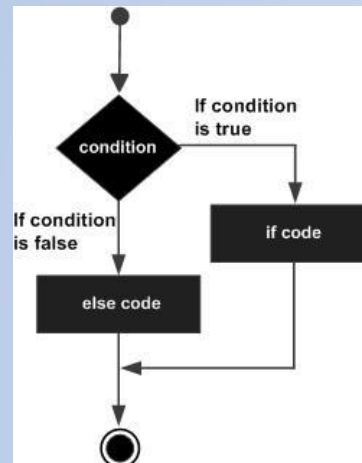 If condition
is true
condition
If condition
is false
if code
else code